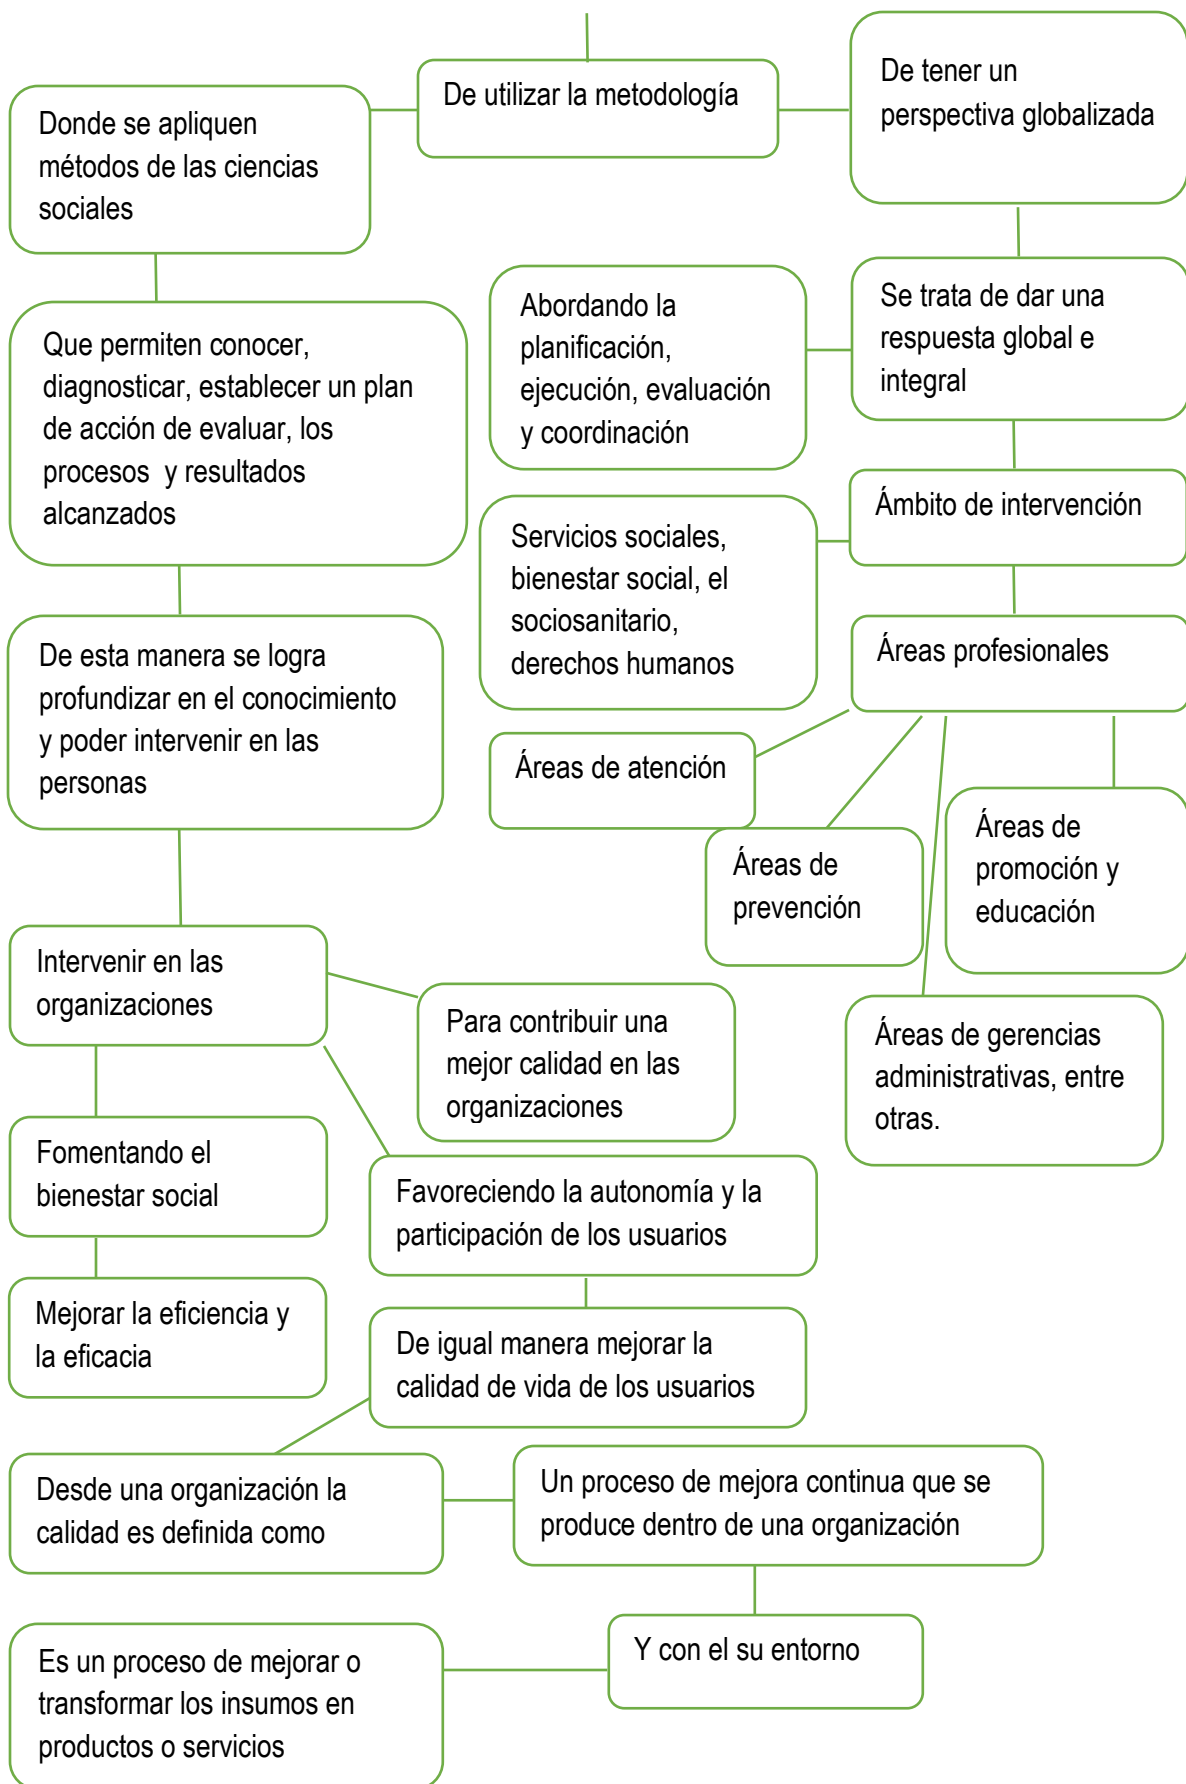 De utilizar la metodología
De tener un
perspectiva globalizada
Donde se apliquen
métodos de las ciencias
sociales
Abordando la
planificación,
ejecución, evaluación
y coordinación
Se trata de dar una
respuesta global e
integral
Que permiten conocer,
diagnosticar, establecer un plan
de acción de evaluar, los
procesos  y resultados
alcanzados
Ámbito de intervención
Servicios sociales,
bienestar social, el
sociosanitario,
derechos humanos
De esta manera se logra
profundizar en el conocimiento
y poder intervenir en las
personas
Áreas profesionales
Áreas de atención
Áreas de
prevención
Áreas de
promoción y
educación
Intervenir en las
organizaciones
Para contribuir una
mejor calidad en las
organizaciones
Áreas de gerencias
administrativas, entre
otras.
Fomentando el
bienestar social
Favoreciendo la autonomía y la
participación de los usuarios
Mejorar la eficiencia y
la eficacia
De igual manera mejorar la
calidad de vida de los usuarios
Desde una organización la
calidad es definida como
Un proceso de mejora continua que se
produce dentro de una organización
Y con el su entorno
Es un proceso de mejorar o
transformar los insumos en
productos o servicios